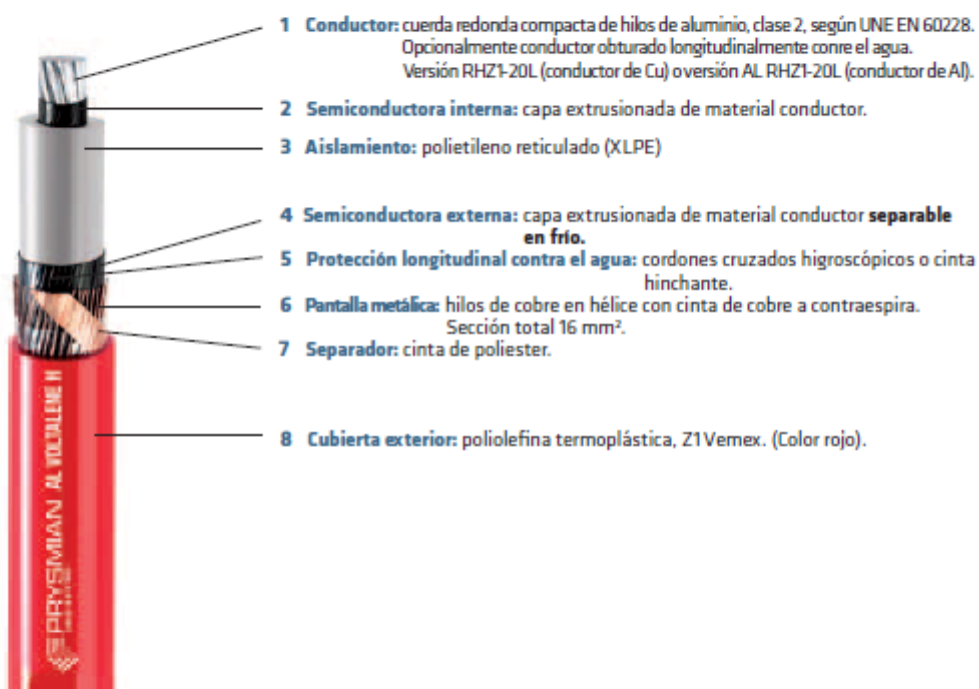 1 Conductor: cuerda redonda compacta de hilos de aluminio, clase 2, según UNE EN 60228.
Opcionalmente conductor obturado longitudinalmente conre el agua.
Versión RHZ1-20L (conductor de Cu) o versión AL RHZ1-20L (conductor de Al).
2 Semiconductora interna: capa extrusionada de material conductor.
3 Aislamiento: polietileno reticulado (XLPE)
4 Semiconductora externa: capa extrusionada de material conductor separable
en frío.
5 Protección longitudinal contra el agua: cordones cruzados higroscópicos o cinta
hinchante.
6 Pantalla metálica: hilos de cobre en hélice con cinta de cobre a contraespira.
Sección total 16 mm².
7 Separador: cinta de poliester.
8 Cubierta exterior: poliolefina termoplástica, Z1 Vemex. (Color rojo).
PRYSMIAN AL VOLTALENE H